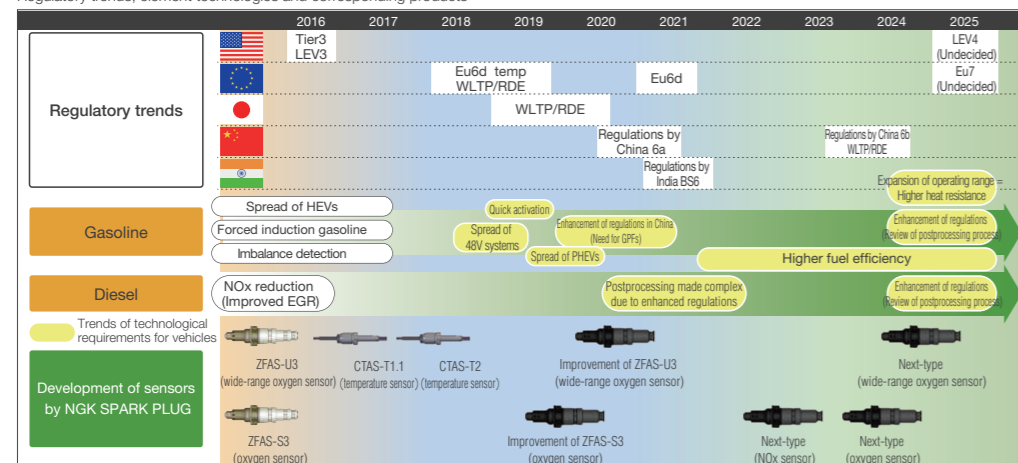 Regulatory trends, element technologies and corresponding products
2016 2017 2018 2019 2020 2021 2022 2023 2024 2025
Regulatory trends
Tier3
LEV3
LEV4
(Undecided)
Eu6d temp
WLTP/RDE
Eu6d
Eu7
(Undecided)
WLTP/RDE
Regulations by
China 6a
Regulations by China 6b
WLTP/RDE
Regulations by
India BS6
Expansion of operating range =
Higher heat resistance
Gasoline
Spread of HEVs
Forced induction gasoline
Imbalance detection
Quick activation
Spread of
48V systems
Spread of PHEVs
Enhancement of regulations in China
(Need for GPFs)
Enhancement of regulations
(Review of postprocessing process)
Higher fuel efficiency
Diesel
NOx reduction
(Improved EGR)
Postprocessing made complex
due to enhanced regulations
Enhancement of regulations
(Review of postprocessing process)
Trends of technological
requirements for vehicles
Development of sensors
by NGK SPARK PLUG
ZFAS-U3
(wide-range oxygen sensor)
CTAS-T1.1
(temperature sensor)
CTAS-T2
(temperature sensor)
Improvement of ZFAS-U3
(wide-range oxygen sensor)
Next-type
(wide-range oxygen sensor)
ZFAS-S3
(oxygen sensor)
Improvement of ZFAS-S3
(oxygen sensor)
Next-type
(NOx sensor)
Next-type
(oxygen sensor)